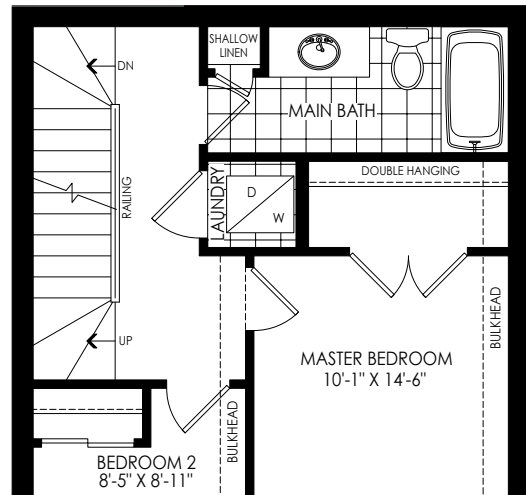 SHALLOW
LINEN
DN
MAIN BATH
RAILING
LAUNDRY
D
W
DOUBLE HANGING
UP
BULKHEAD
MASTER BEDROOM
10'-1" X 14'-6"
BULKHEAD
BEDROOM 2
8'-5" X 8'-11"